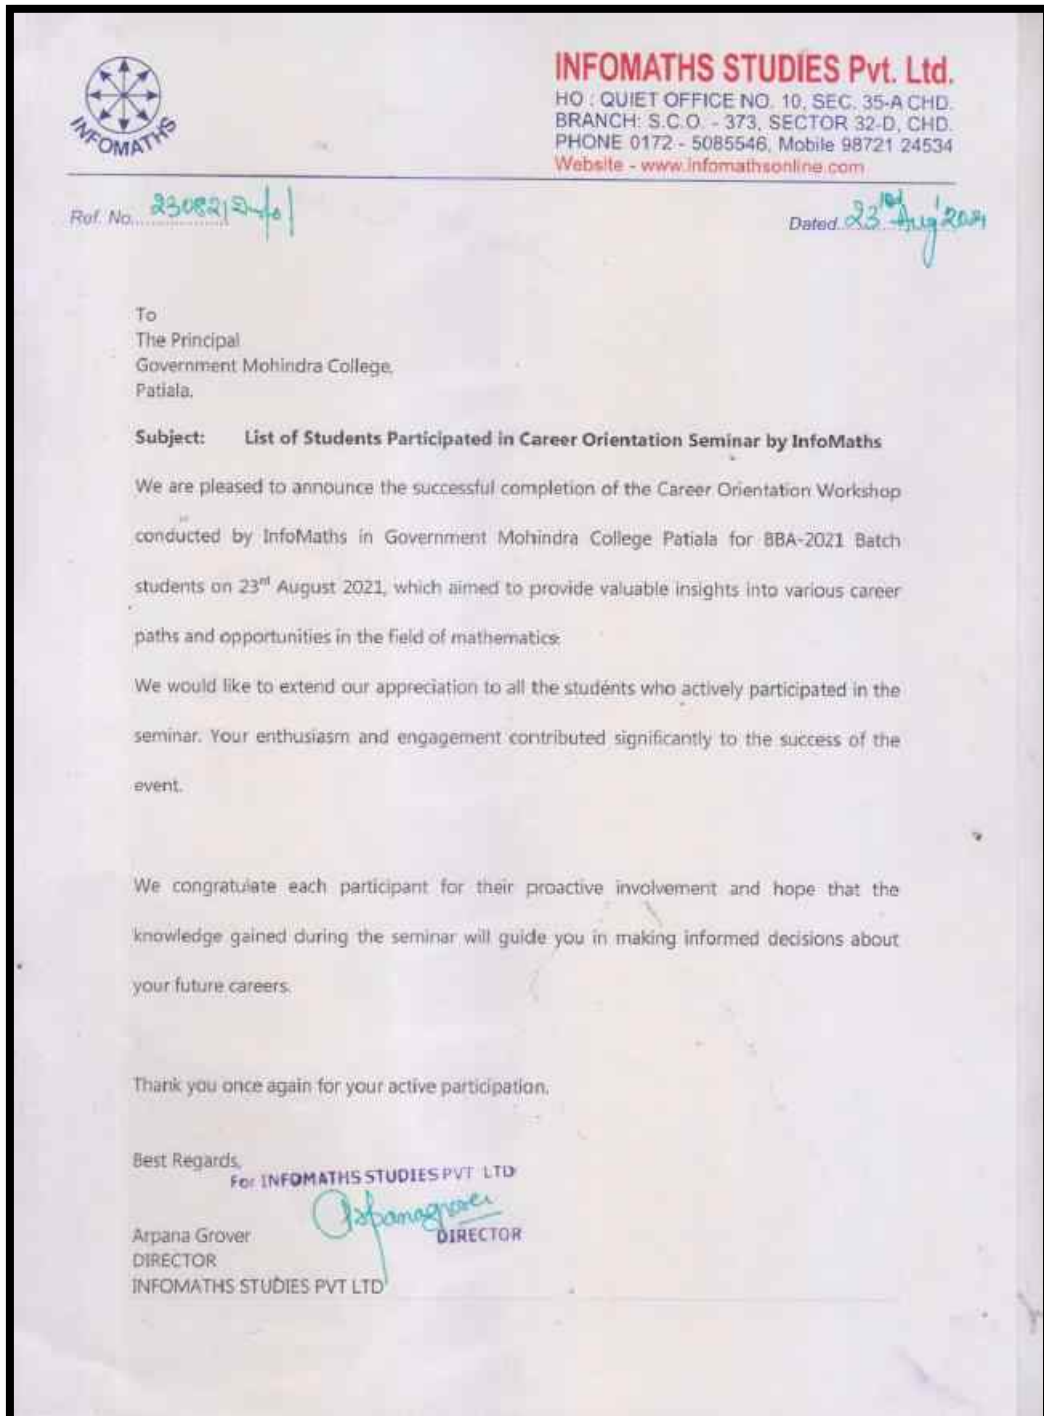 INFOMATHS
INFOMATHS STUDIES Pvt. Ltd.
HO : QUIET OFFICE NO. 10, SEC. 35-A CHD.
BRANCH: S.C.O. - 373, SECTOR 32-D, CHD.
PHONE 0172 - 5085546, Mobile 98721 24534
Website - www.infomathsonline.com
Ref. No. 230821
Dated 23rd Aug' 2021
To
The Principal
Government Mohindra College,
Patiala.
Subject: List of Students Participated in Career Orientation Seminar by InfoMaths
We are pleased to announce the successful completion of the Career Orientation Workshop
conducted by InfoMaths in Government Mohindra College Patiala for BBA-2021 Batch
students on 23rd August 2021, which aimed to provide valuable insights into various career
paths and opportunities in the field of mathematics.
We would like to extend our appreciation to all the students who actively participated in the
seminar. Your enthusiasm and engagement contributed significantly to the success of the
event.
We congratulate each participant for their proactive involvement and hope that the
knowledge gained during the seminar will guide you in making informed decisions about
your future careers.
Thank you once again for your active participation.
Best Regards,
For INFOMATHS STUDIES PVT LTD
Arpanagrover
DIRECTOR
Arpana Grover
DIRECTOR
INFOMATHS STUDIES PVT LTD